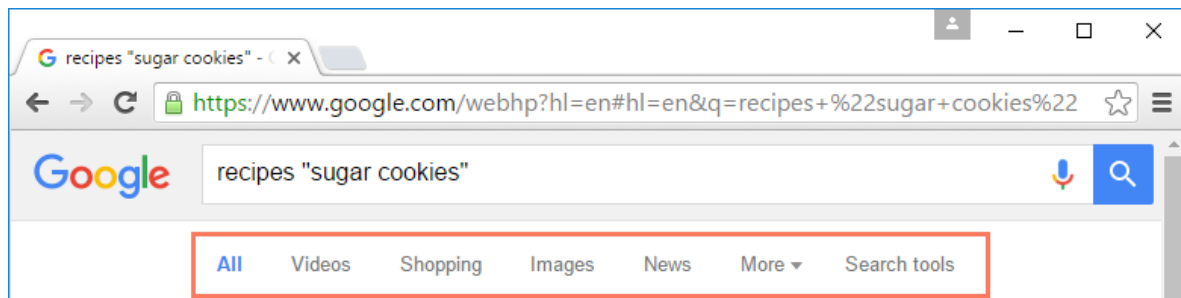 recipes "sugar cookies" -
https://www.google.com/webhp?hl=en#hl=en&q=recipes+%22sugar+cookies%22
Google recipes "sugar cookies"
All Videos Shopping Images News More Search tools